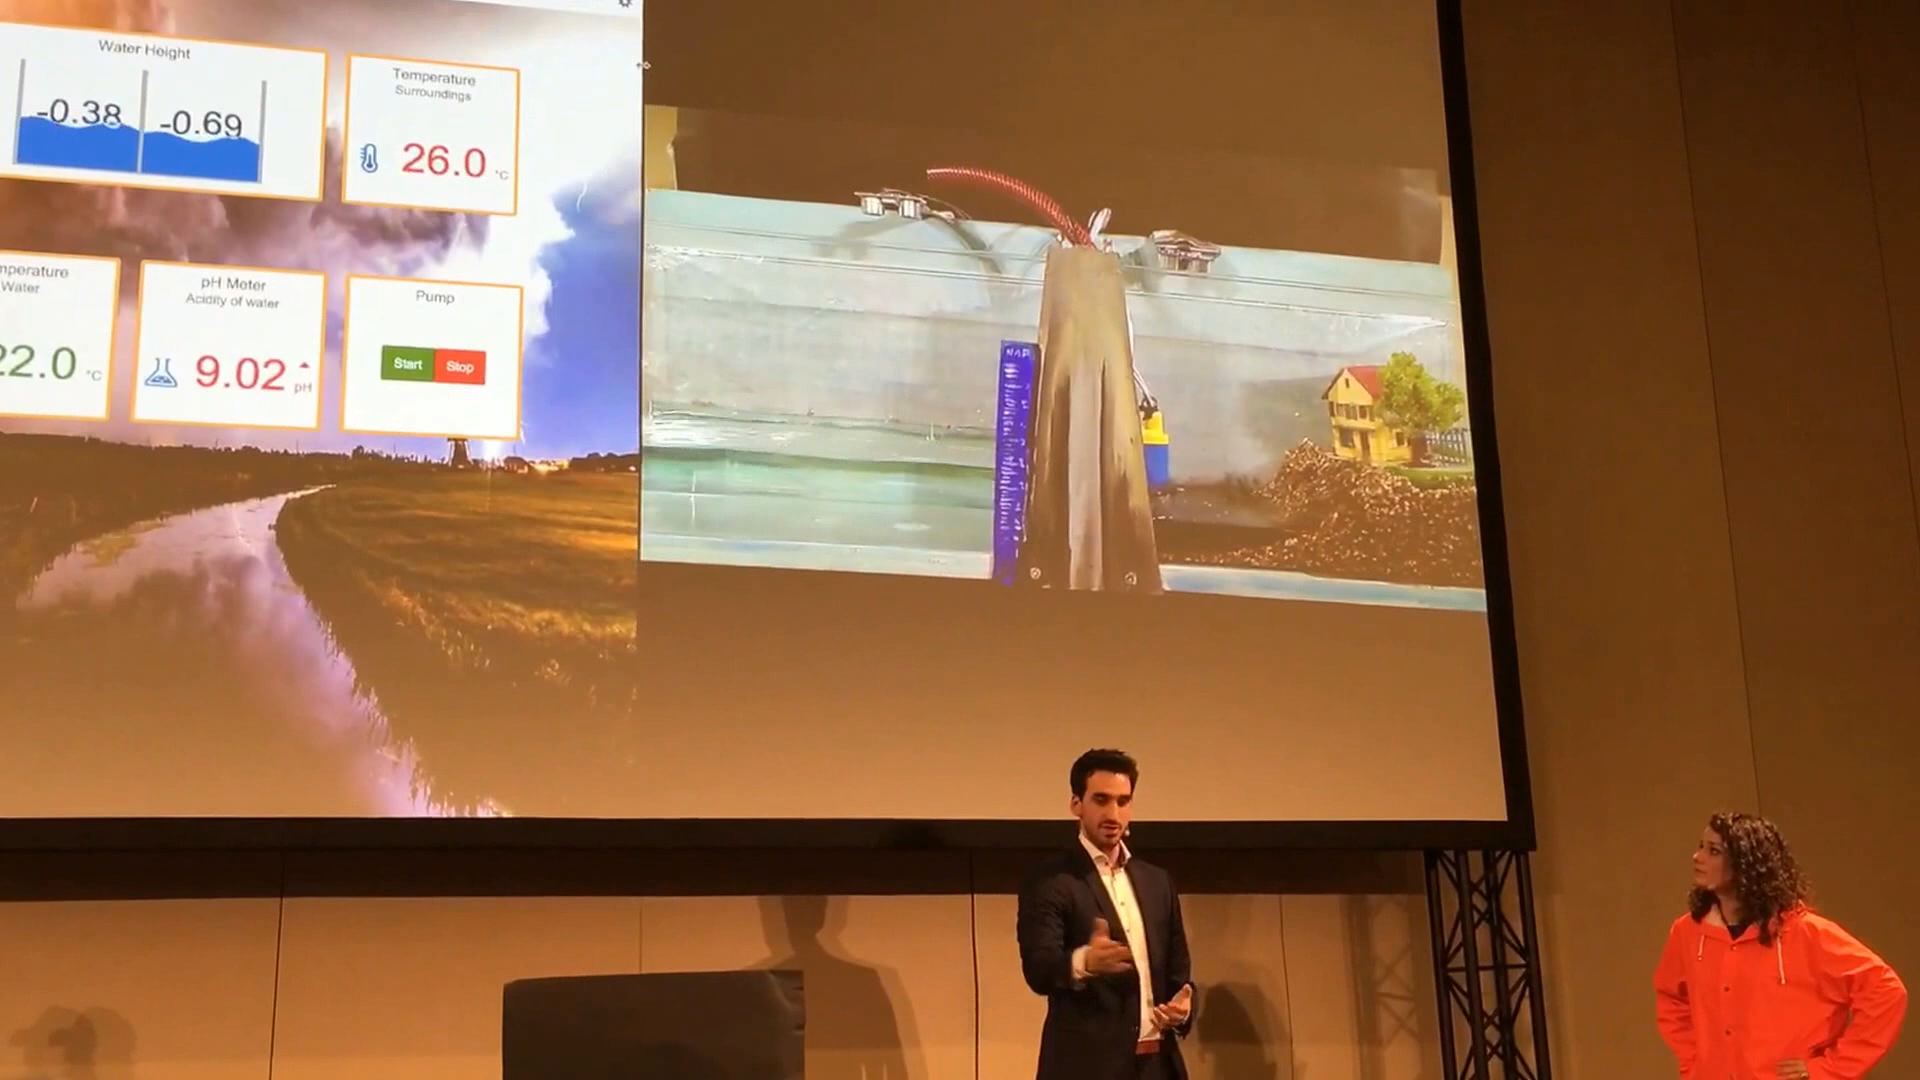 Water Height
-0.38
-0.69
Temperature
Surroundings
26.0 °C
Water
22.0 °C
pH Meter
Acidity of water
9.02 pH
Pump
Start Stop
NAP